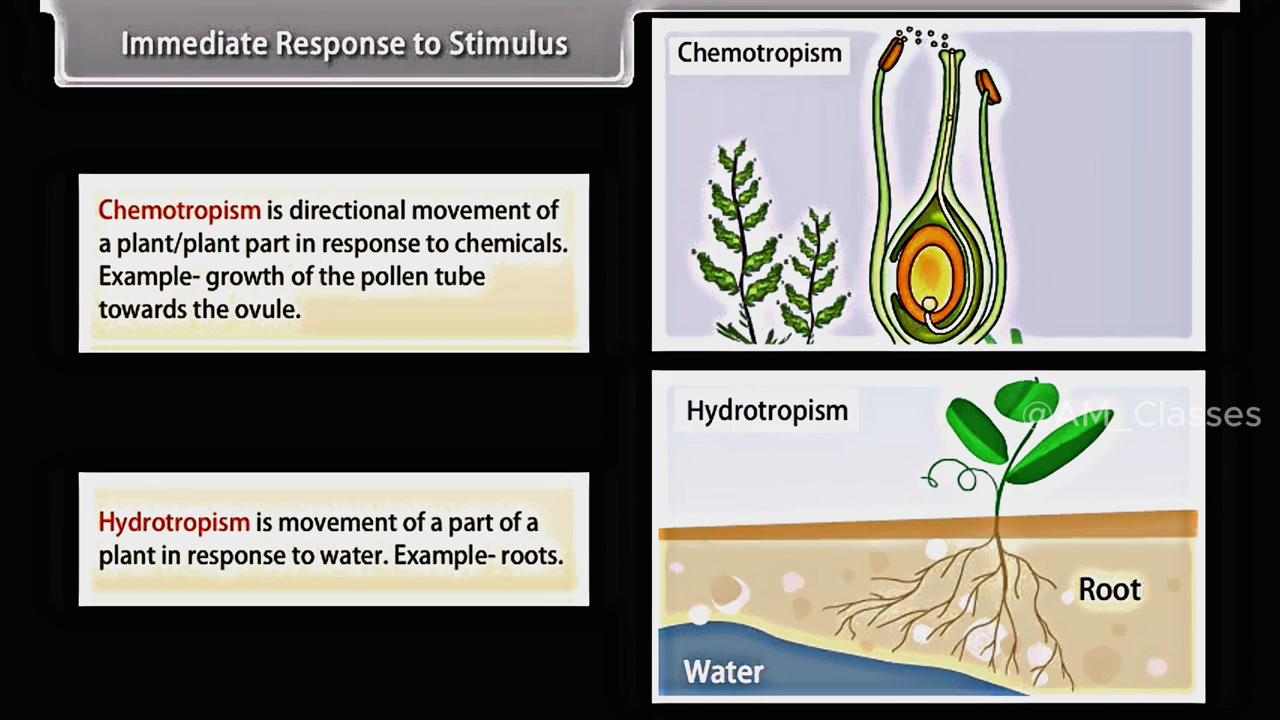 Immediate Response to Stimulus
Chemotropism
Chemotropism is directional movement of
a plant/plant part in response to chemicals.
Example- growth of the pollen tube
towards the ovule.
Hydrotropism
@AM_Classes
Hydrotropism is movement of a part of a
plant in response to water. Example- roots.
Root
Water